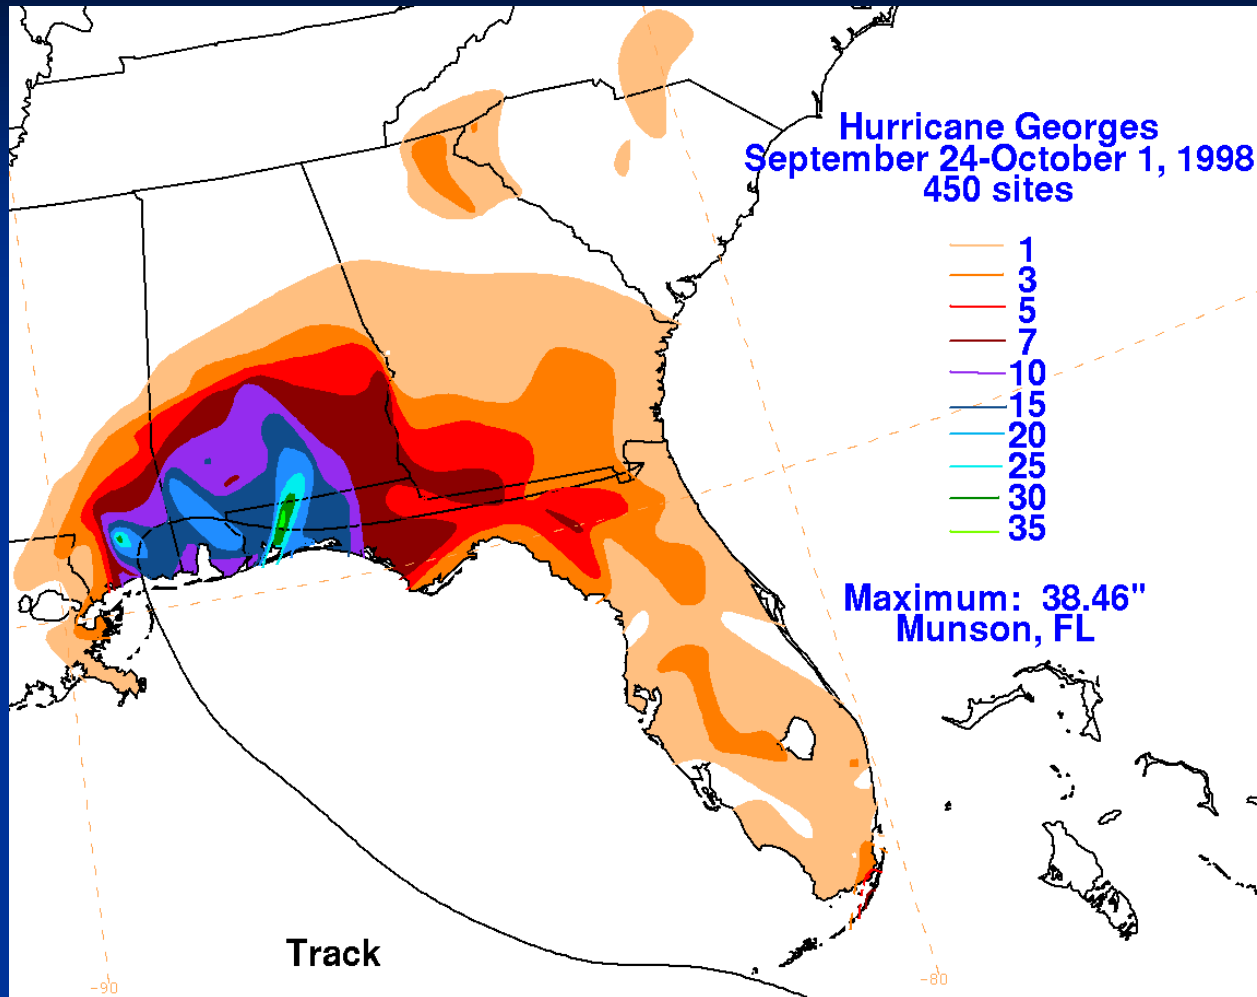 Hurricane Georges
September 24-October 1, 1998
450 sites
1
3
5
7
10
15
20
25
30
35
Maximum: 38.46"
Munson, FL
Track
-90
-80